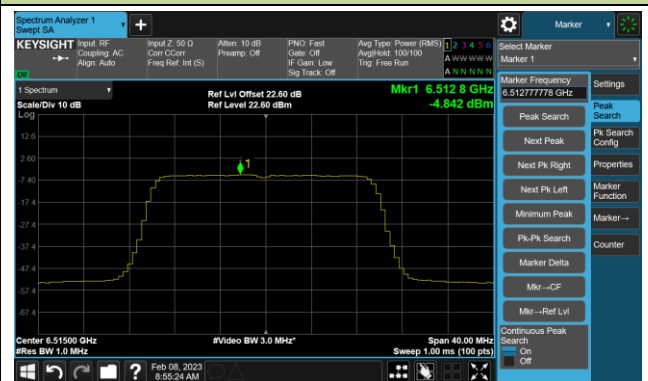 Spectrum Analyzer 1
Swept SA
+
Marker
KEYSIGHT
Input: RF
Coupling: AC
Align: Auto
Input Z: 50 Ω
Corr CCorr
Freq Ref: Int (S)
Atten: 10 dB
Preamp: Off
PNO: Fast
Gate: Off
IF Gain: Low
Sig Track: Off
Avg Type: Power (RMS)
Avg|Hold: 100/100
Trig: Free Run
1 2 3 4 5 6
A W W W W W
A N N N N N
LXI
Select Marker
Marker 1
1 Spectrum
Scale/Div 10 dB
Log
Ref Lvl Offset 22.60 dB
Ref Level 22.60 dBm
Mkr1 6.512 8 GHz
-4.842 dBm
12.6
2.60
-7.40
-17.4
-27.4
-37.4
-47.4
-57.4
-67.4
1
Center 6.51500 GHz
#Res BW 1.0 MHz
#Video BW 3.0 MHz*
Span 40.00 MHz
Sweep 1.00 ms (100 pts)
Marker Frequency
6.512777778 GHz
Peak Search
Next Peak
Next Pk Right
Next Pk Left
Minimum Peak
Pk-Pk Search
Marker Delta
Mkr→CF
Mkr→Ref Lvl
Continuous Peak
Search
On
Off
Settings
Peak
Search
Pk Search
Config
Properties
Marker
Function
Marker→
Counter
?
Feb 08, 2023
8:55:24 AM